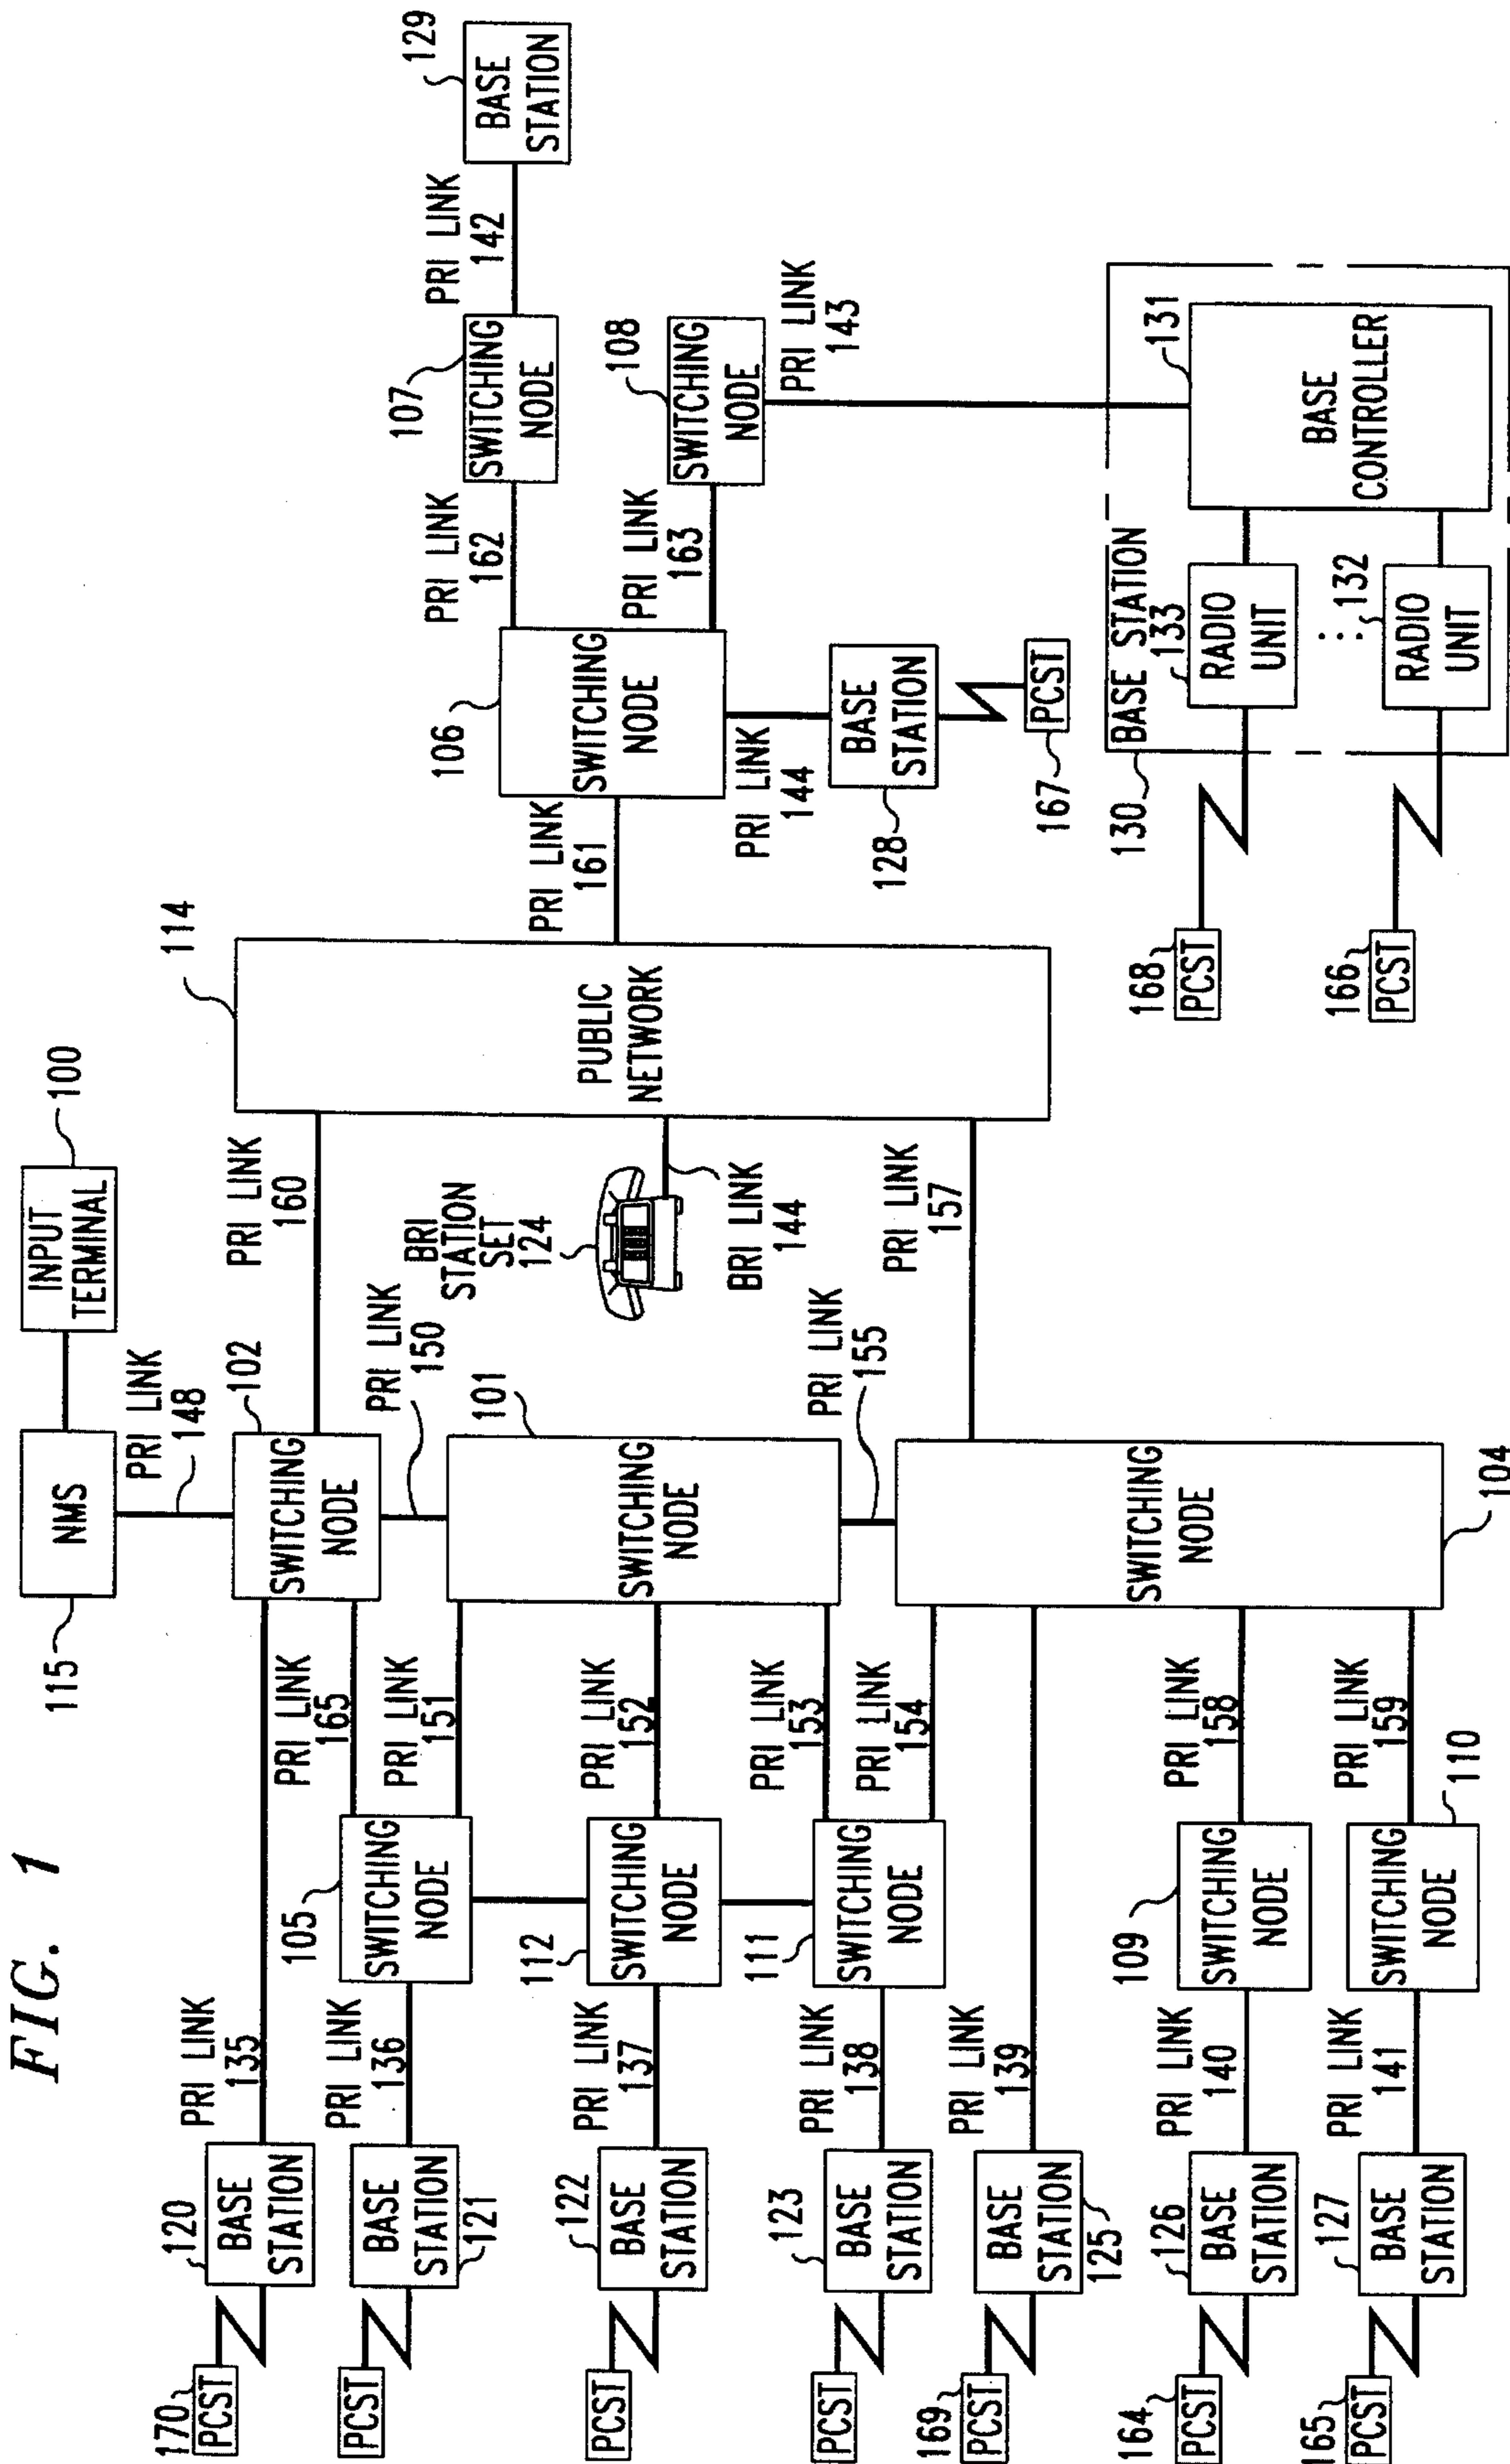 FIG. 1
115
NMS
INPUT
TERMINAL
100
PRI LINK
148
102
SWITCHING
NODE
PRI LINK
160
114
PUBLIC
NETWORK
PRI LINK
135
120
BASE
STATION
170
PCST
PRI LINK
165
PRI LINK
150
105
SWITCHING
NODE
PRI LINK
151
PRI LINK
136
BASE
STATION
121
PCST
101
SWITCHING
NODE
BRI
STATION
SET
124
BRI LINK
144
112
SWITCHING
NODE
PRI LINK
152
PRI LINK
137
122
BASE
STATION
PCST
PRI LINK
153
111
SWITCHING
NODE
PRI LINK
154
PRI LINK
138
123
BASE
STATION
PCST
PRI LINK
155
PRI LINK
157
SWITCHING
NODE
104
PRI LINK
139
BASE
STATION
125
169
PCST
PRI LINK
158
109
SWITCHING
NODE
PRI LINK
140
126
BASE
STATION
164
PCST
PRI LINK
159
110
SWITCHING
NODE
PRI LINK
141
127
BASE
STATION
165
PCST
PRI LINK
161
106
SWITCHING
NODE
PRI LINK
162
107
SWITCHING
NODE
PRI LINK
142
129
BASE
STATION
PRI LINK
163
108
SWITCHING
NODE
PRI LINK
143
PRI LINK
144
BASE
STATION
128
167
PCST
130
BASE STATION
133
RADIO
UNIT
132
RADIO
UNIT
131
BASE
CONTROLLER
168
PCST
166
PCST